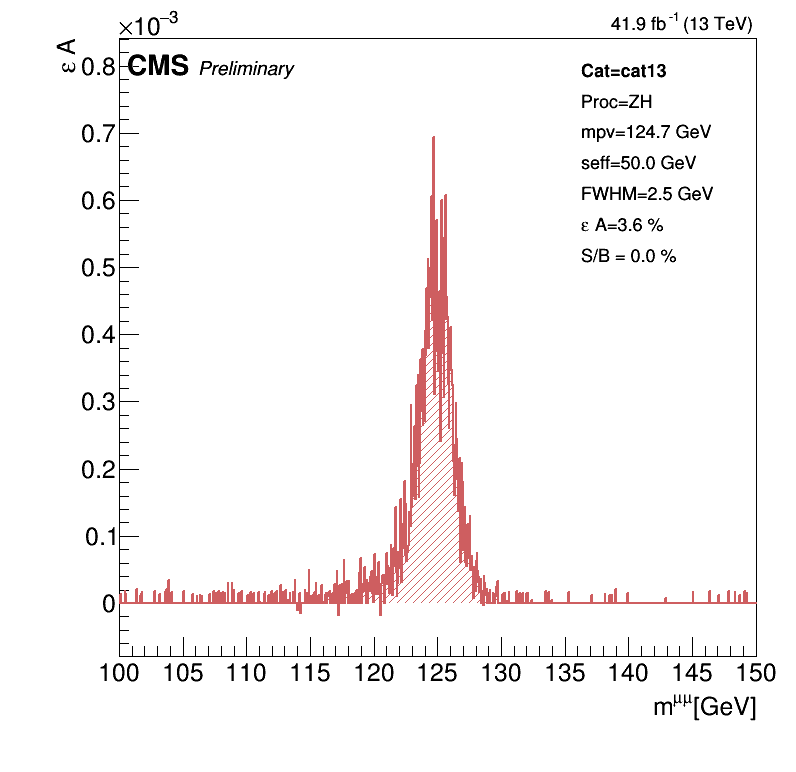 ×10⁻³
41.9 fb⁻¹ (13 TeV)
ε A
CMS Preliminary
Cat=cat13
Proc=ZH
mpv=124.7 GeV
seff=50.0 GeV
FWHM=2.5 GeV
ε A=3.6 %
S/B = 0.0 %
0.8
0.7
0.6
0.5
0.4
0.3
0.2
0.1
0
100 105 110 115 120 125 130 135 140 145 150
m^μμ[GeV]